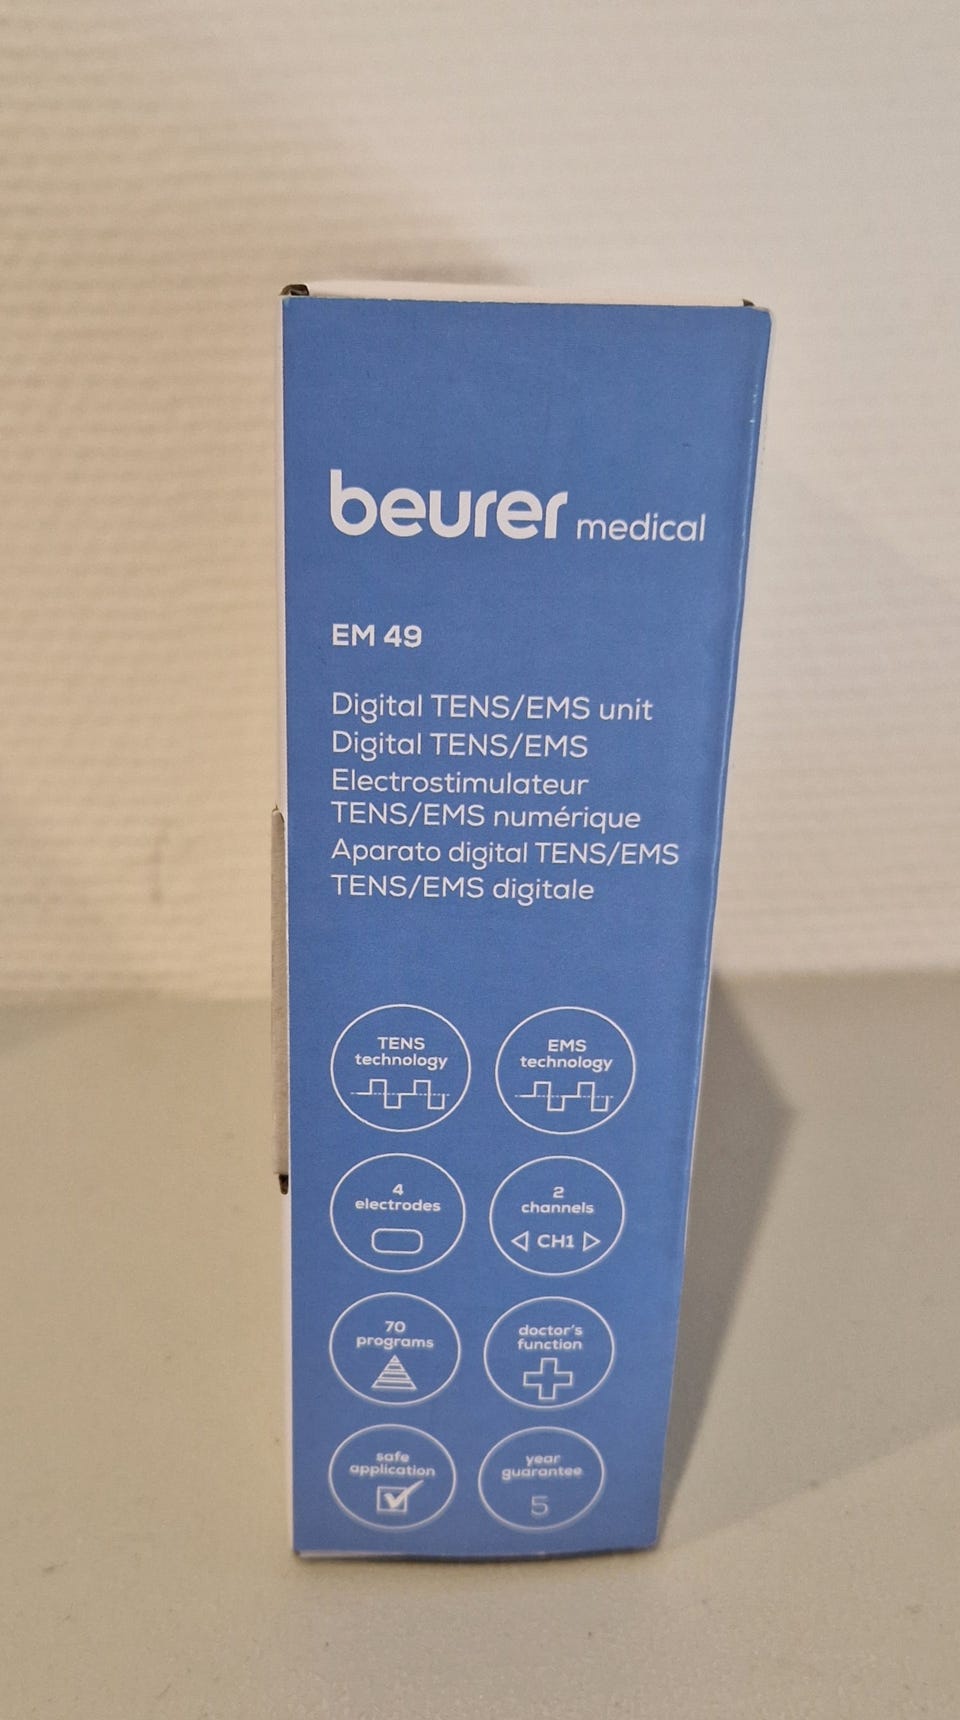 beurer medical
EM 49
Digital TENS/EMS unit
Digital TENS/EMS
Electrostimulateur
TENS/EMS numérique
Aparato digital TENS/EMS
TENS/EMS digitale
TENS
technology
EMS
technology
4
electrodes
2
channels
CH1
70
programs
doctor's
function
safe
application
year
guarantee
5